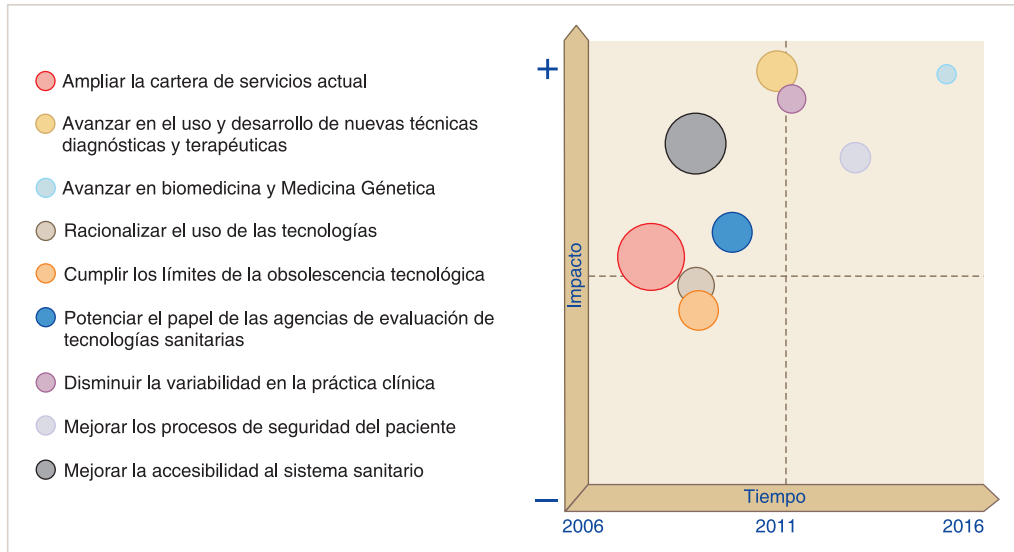 Ampliar la cartera de servicios actual
Avanzar en el uso y desarrollo de nuevas técnicas
diagnósticas y terapéuticas
Avanzar en biomedicina y Medicina Génetica
Racionalizar el uso de las tecnologías
Cumplir los límites de la obsolescencia tecnológica
Potenciar el papel de las agencias de evaluación de
tecnologías sanitarias
Disminuir la variabilidad en la práctica clínica
Mejorar los procesos de seguridad del paciente
Mejorar la accesibilidad al sistema sanitario
+
Impacto
–
Tiempo
2006
2011
2016